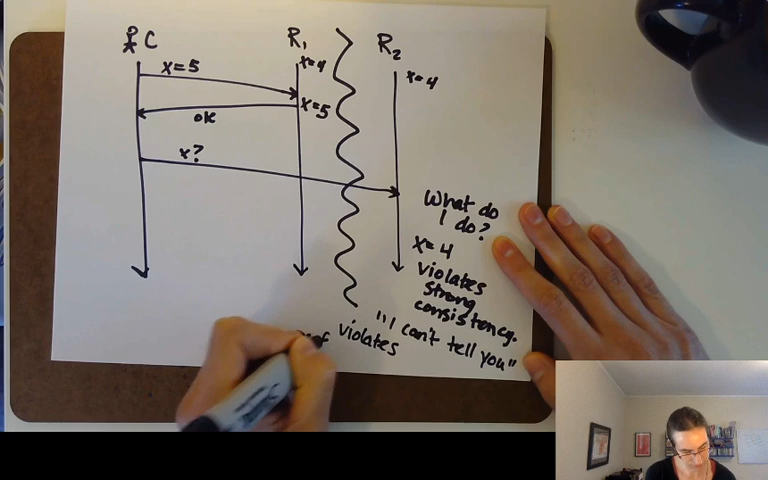 C
R1
R2
x=5
x=4
x=4
x=5
ok
x?
What do
I do?
x=4
violates
strong
consistency.
"I can't tell you"
violates